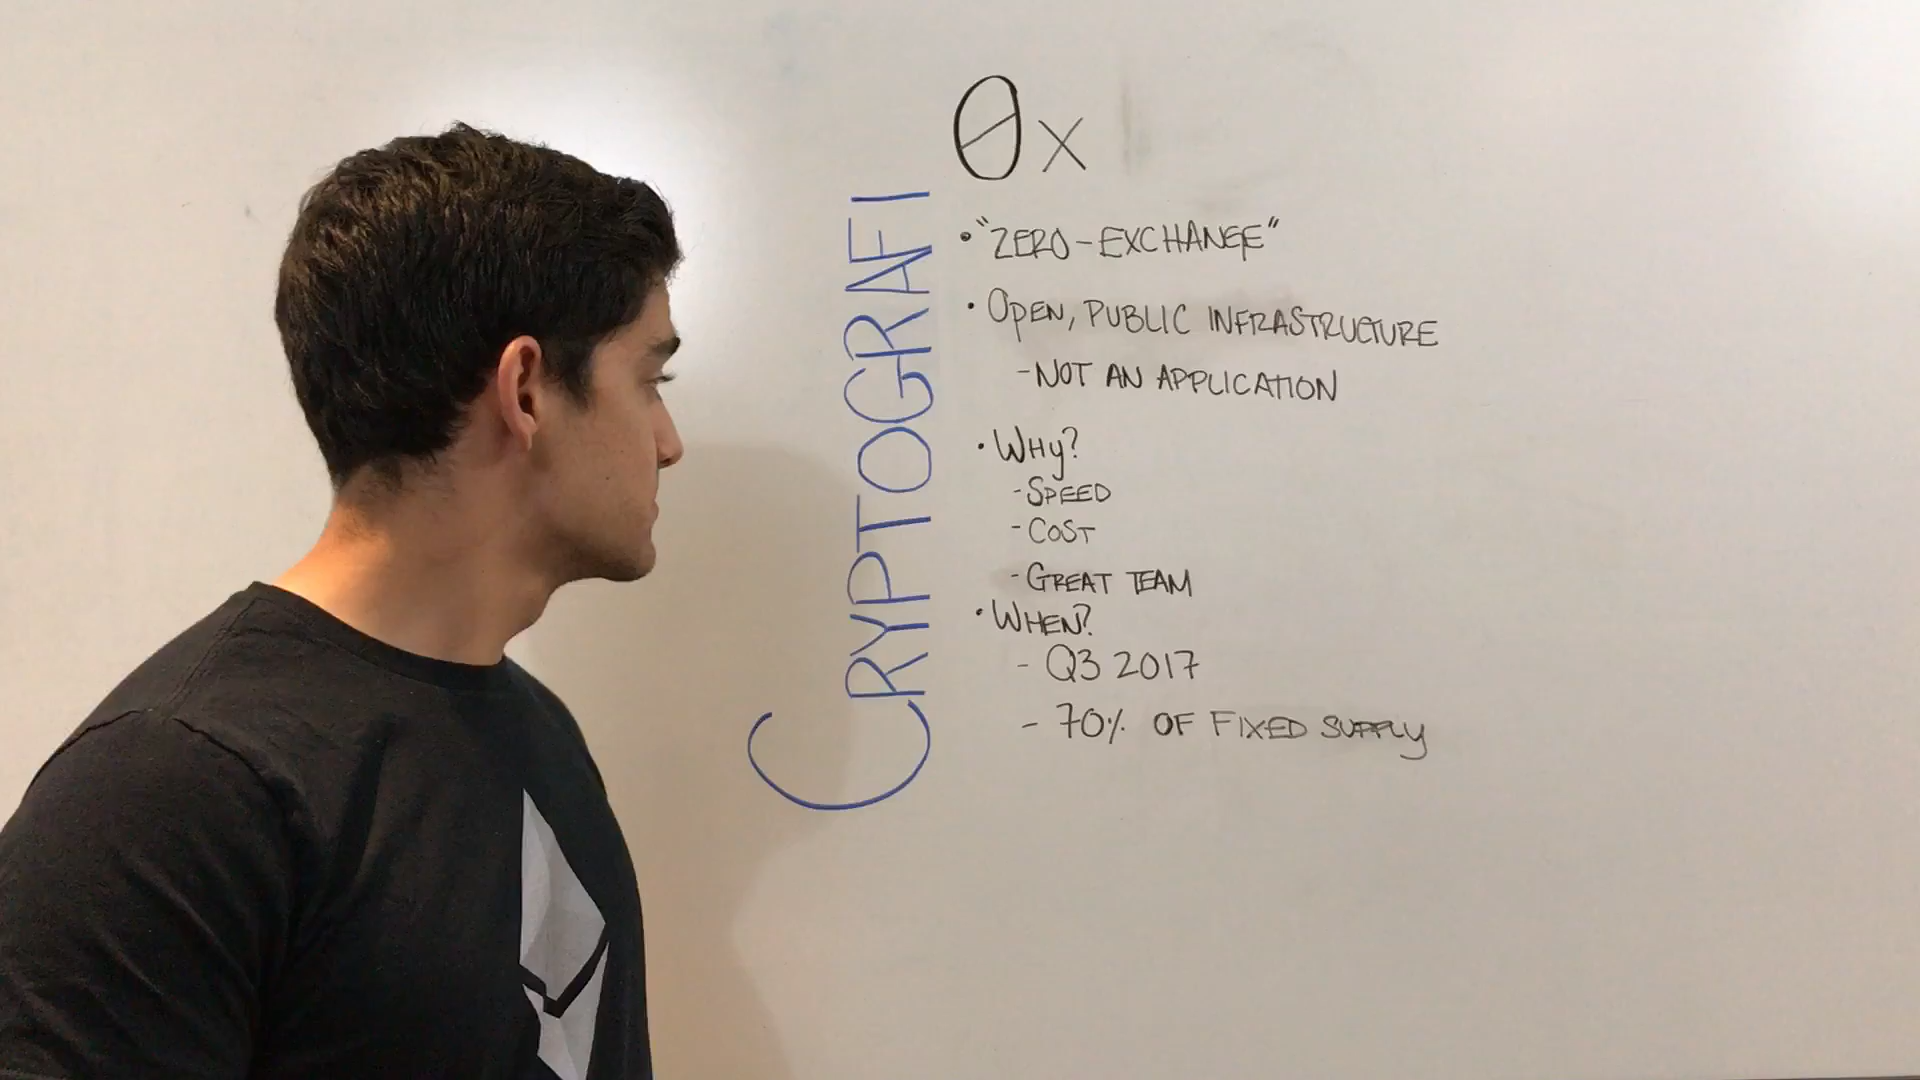 0x
CRYPTOGRAFI
• "ZERO-EXCHANGE"
• OPEN, PUBLIC INFRASTRUCTURE
- NOT AN APPLICATION
• WHY?
- SPEED
- COST
- GREAT TEAM
• WHEN?
- Q3 2017
- 70% OF FIXED SUPPLY